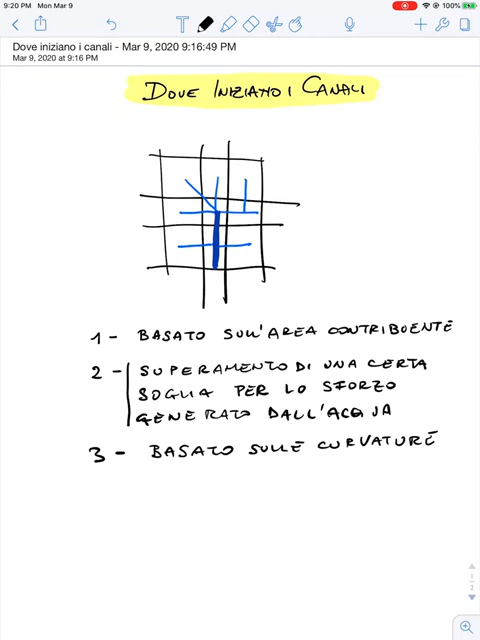 9:20 PM Mon Mar 9
100%
Dove iniziano i canali - Mar 9, 2020 9:16:49 PM
Mar 9, 2020 at 9:16 PM
DOVE INIZIANO I CANALI
1 - BASATO SULL'AREA CONTRIBUENTE
2 - SUPERAMENTO DI UNA CERTA
SOGLIA PER LO SFORZO
GENERATO DALL'ACQUA
3 - BASATO SULLE CURVATURE
1
2